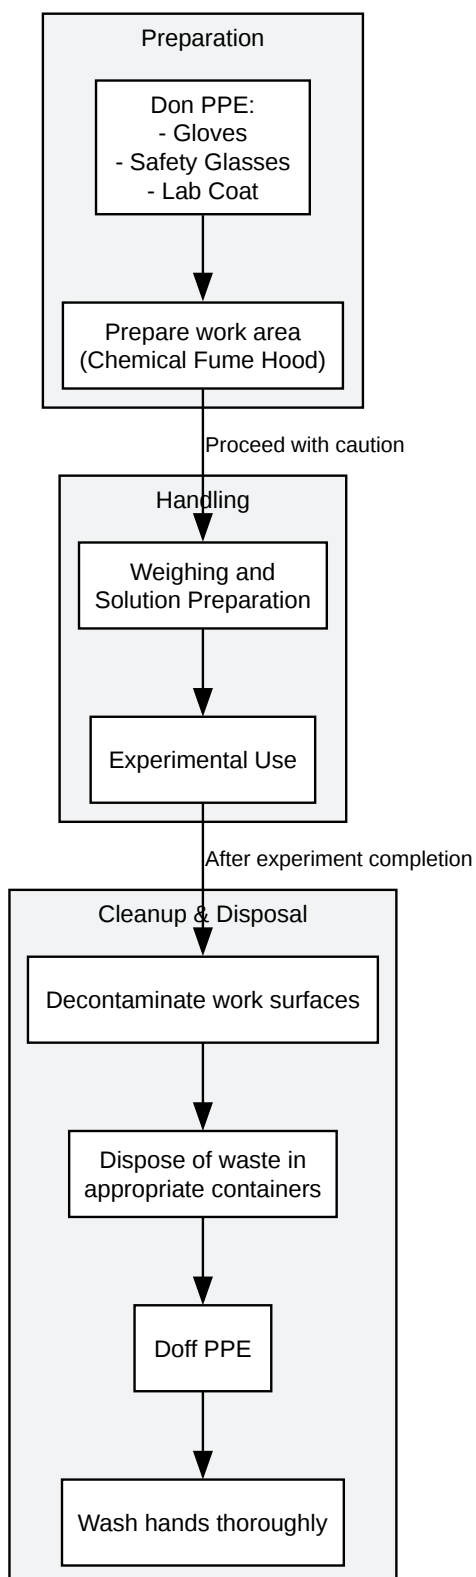 Preparation
Don PPE:
- Gloves
- Safety Glasses
- Lab Coat
Prepare work area
(Chemical Fume Hood)
Proceed with caution
Handling
Weighing and
Solution Preparation
Experimental Use
After experiment completion
Cleanup & Disposal
Decontaminate work surfaces
Dispose of waste in
appropriate containers
Doff PPE
Wash hands thoroughly